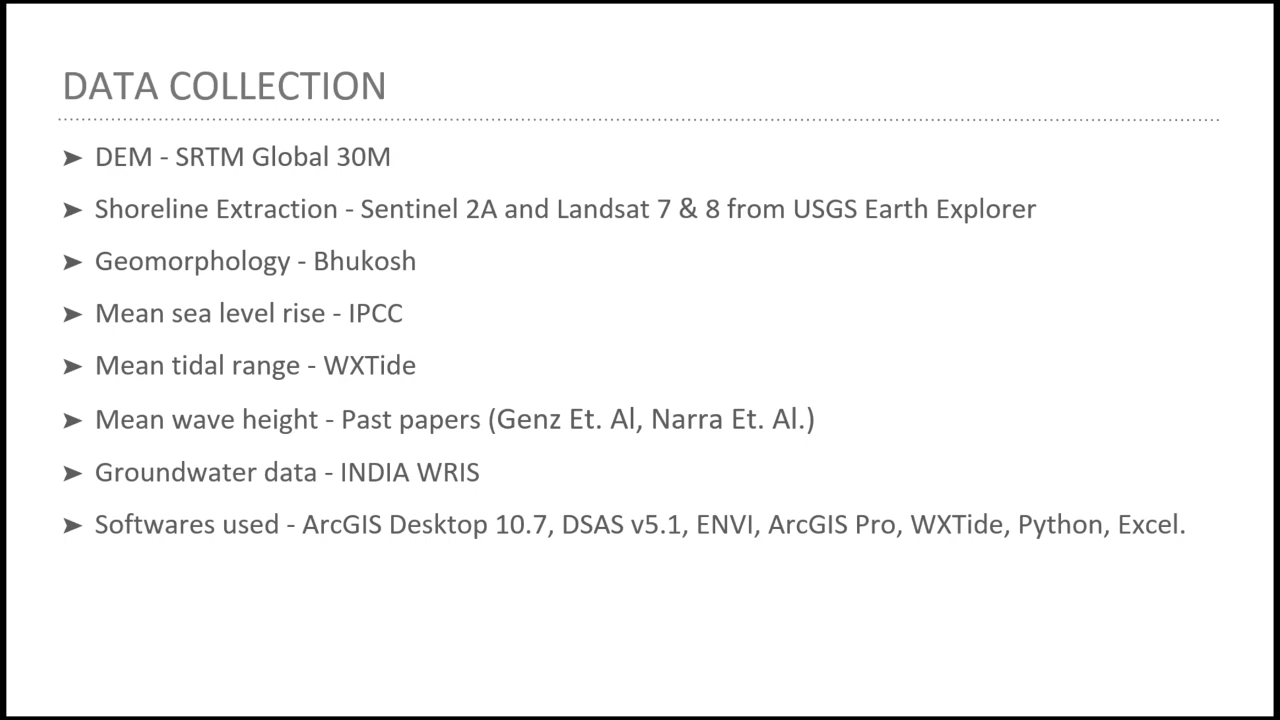 DATA COLLECTION
➤ DEM - SRTM Global 30M
➤ Shoreline Extraction - Sentinel 2A and Landsat 7 & 8 from USGS Earth Explorer
➤ Geomorphology - Bhukosh
➤ Mean sea level rise - IPCC
➤ Mean tidal range - WXTide
➤ Mean wave height - Past papers (Genz Et. Al, Narra Et. Al.)
➤ Groundwater data - INDIA WRIS
➤ Softwares used - ArcGIS Desktop 10.7, DSAS v5.1, ENVI, ArcGIS Pro, WXTide, Python, Excel.